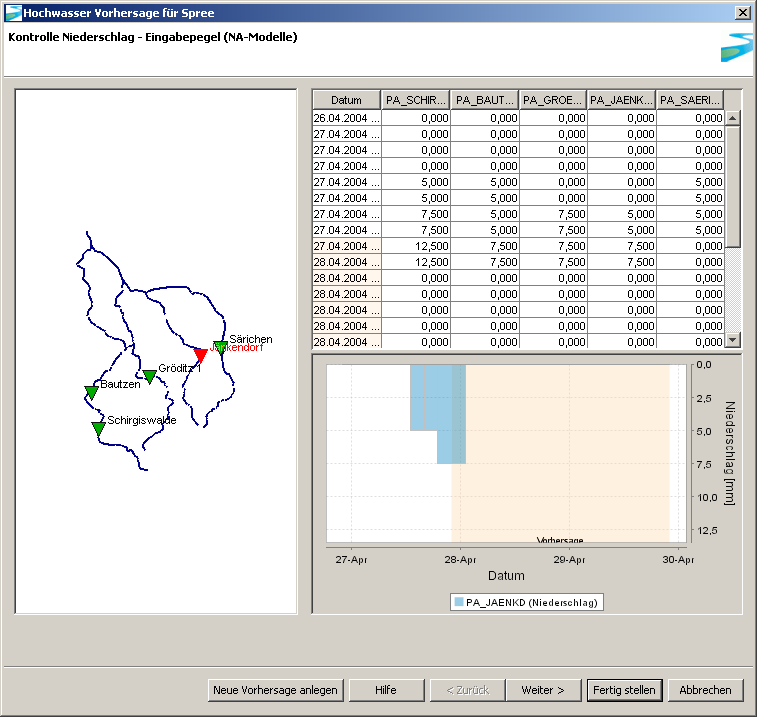 Hochwasser Vorhersage für Spree
Kontrolle Niederschlag - Eingabepegel (NA-Modelle)
Datum PA_SCHIR... PA_BAUT... PA_GROE... PA_JAENK... PA_SAERI...
26.04.2004 ... 0,000 0,000 0,000 0,000 0,000
27.04.2004 ... 0,000 0,000 0,000 0,000 0,000
27.04.2004 ... 0,000 0,000 0,000 0,000 0,000
27.04.2004 ... 0,000 0,000 0,000 0,000 0,000
27.04.2004 ... 5,000 5,000 0,000 0,000 5,000
27.04.2004 ... 5,000 5,000 0,000 0,000 5,000
27.04.2004 ... 7,500 5,000 7,500 5,000 5,000
27.04.2004 ... 7,500 5,000 7,500 5,000 5,000
27.04.2004 ... 12,500 7,500 7,500 7,500 0,000
28.04.2004 ... 12,500 7,500 7,500 7,500 0,000
28.04.2004 ... 0,000 0,000 0,000 0,000 0,000
28.04.2004 ... 0,000 0,000 0,000 0,000 0,000
28.04.2004 ... 0,000 0,000 0,000 0,000 0,000
28.04.2004 ... 0,000 0,000 0,000 0,000 0,000
28.04.2004 ... 0,000 0,000 0,000 0,000 0,000
Särichen
Gröditz 1
Bautzen
Schirgiswalde
0,0
2,5
5,0
7,5
10,0
12,5
Niederschlag [mm]
Vorhersage
27-Apr 28-Apr 29-Apr 30-Apr
Datum
PA_JAENKD (Niederschlag)
Neue Vorhersage anlegen Hilfe < Zurück Weiter > Fertig stellen Abbrechen